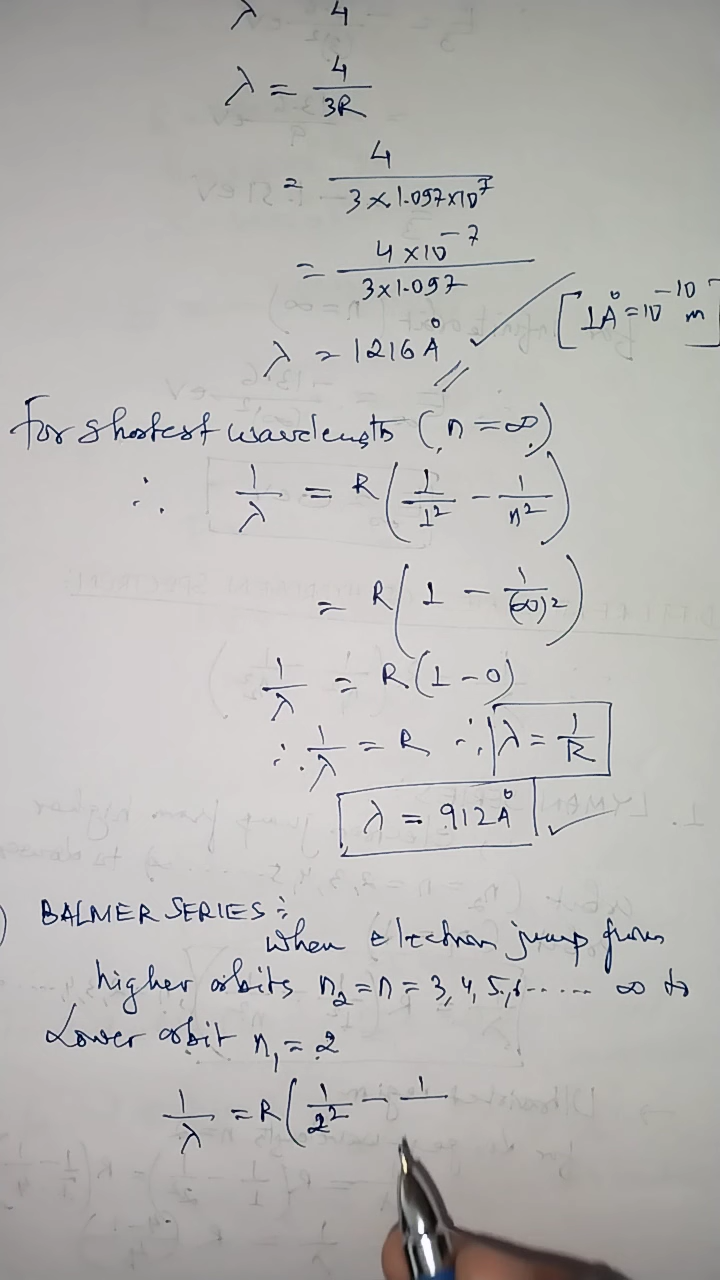 λ 4
λ = 4/3R
= 4/(3×1.097×10^7)
= (4×10^-7)/(3×1.097)
λ = 1216 Å [1Å = 10^-10 m]
For shortest wavelength (n = ∞)
∴ 1/λ = R(1/1² − 1/n²)
= R(1 − 1/(∞)²)
1/λ = R(1 − 0)
∴ 1/λ = R ∴ λ = 1/R
λ = 912 Å
) BALMER SERIES:
When electron jump from
higher orbits n₂ = n = 3, 4, 5, 6 ...... ∞ to
Lower orbit n₁ = 2
1/λ = R(1/2² − 1/